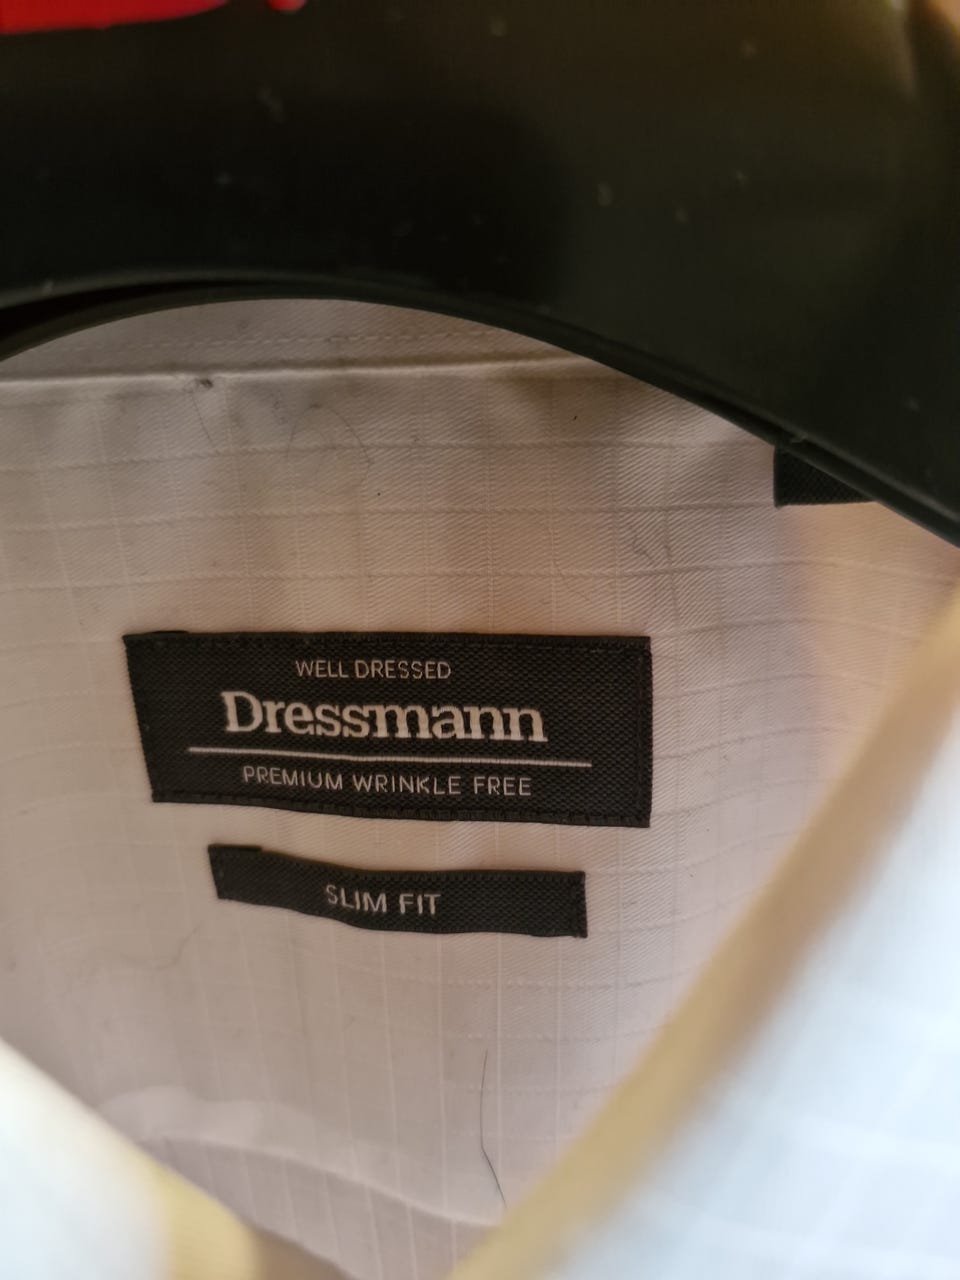 WELL DRESSED
Dressmann
PREMIUM WRINKLE FREE
SLIM FIT